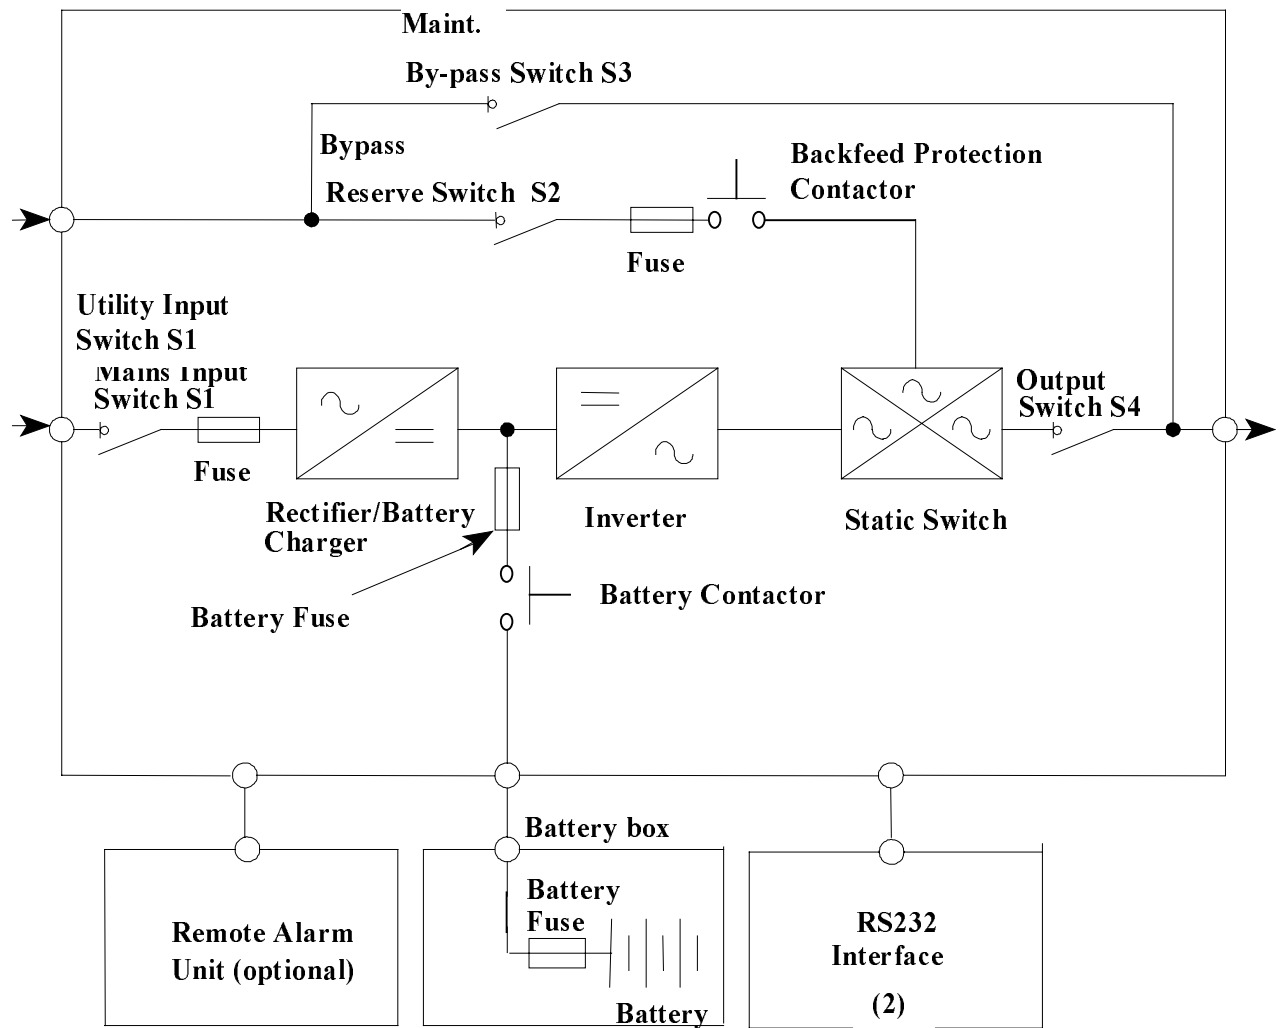 Maint.
By-pass Switch S3
Bypass
Backfeed Protection
Contactor
Reserve Switch S2
Fuse
Utility Input
Switch S1
Mains Input
Switch S1
Output
Switch S4
Fuse
Rectifier/Battery
Charger
Inverter
Static Switch
Battery Fuse
Battery Contactor
Battery box
Battery
Fuse
Battery
Remote Alarm
Unit (optional)
RS232
Interface
(2)